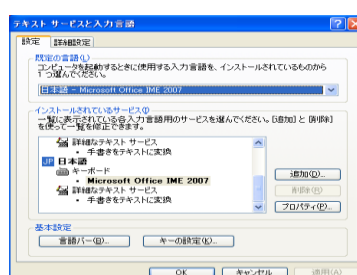 テキスト サービスと入力言語
設定 詳細設定
既定の言語(L)
コンピュータを起動するときに使用する入力言語を、インストールされているものから
1 つ選んでください。
日本語 - Microsoft Office IME 2007
インストールされているサービス(I)
一覧に表示されている各入力言語用のサービスを選んでください。[追加] と [削除]
を使って一覧を修正できます。
詳細なテキスト サービス
・ 手書きをテキストに変換
JP 日本語
キーボード
・ Microsoft Office IME 2007
詳細なテキスト サービス
・ 手書きをテキストに変換
追加(D)...
削除(R)
プロパティ(P)...
基本設定
言語バー(B)... キーの設定(K)...
OK キャンセル 適用(A)